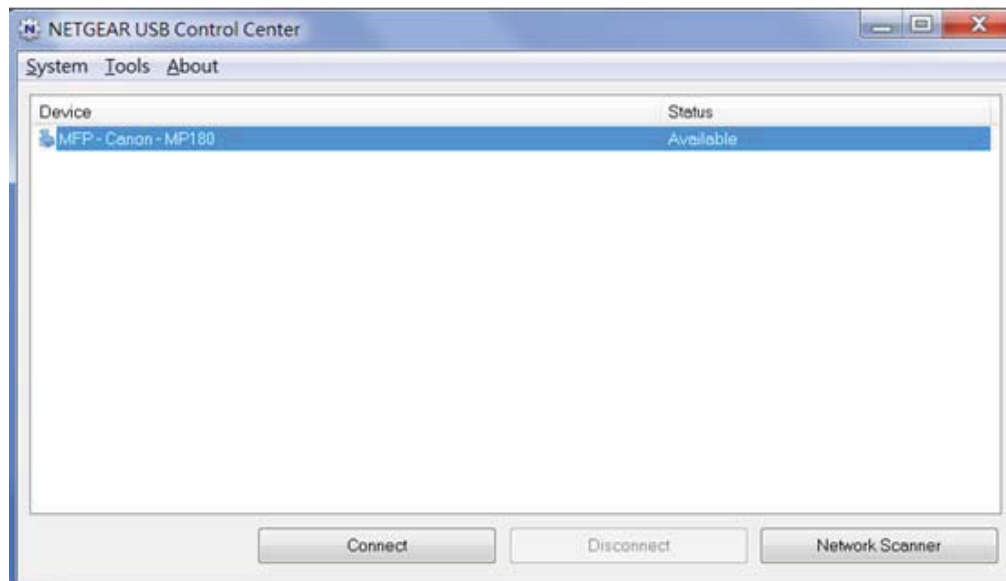 NETGEAR USB Control Center
System Tools About
Device Status
MFP - Canon - MP180 Available
Connect Disconnect Network Scanner